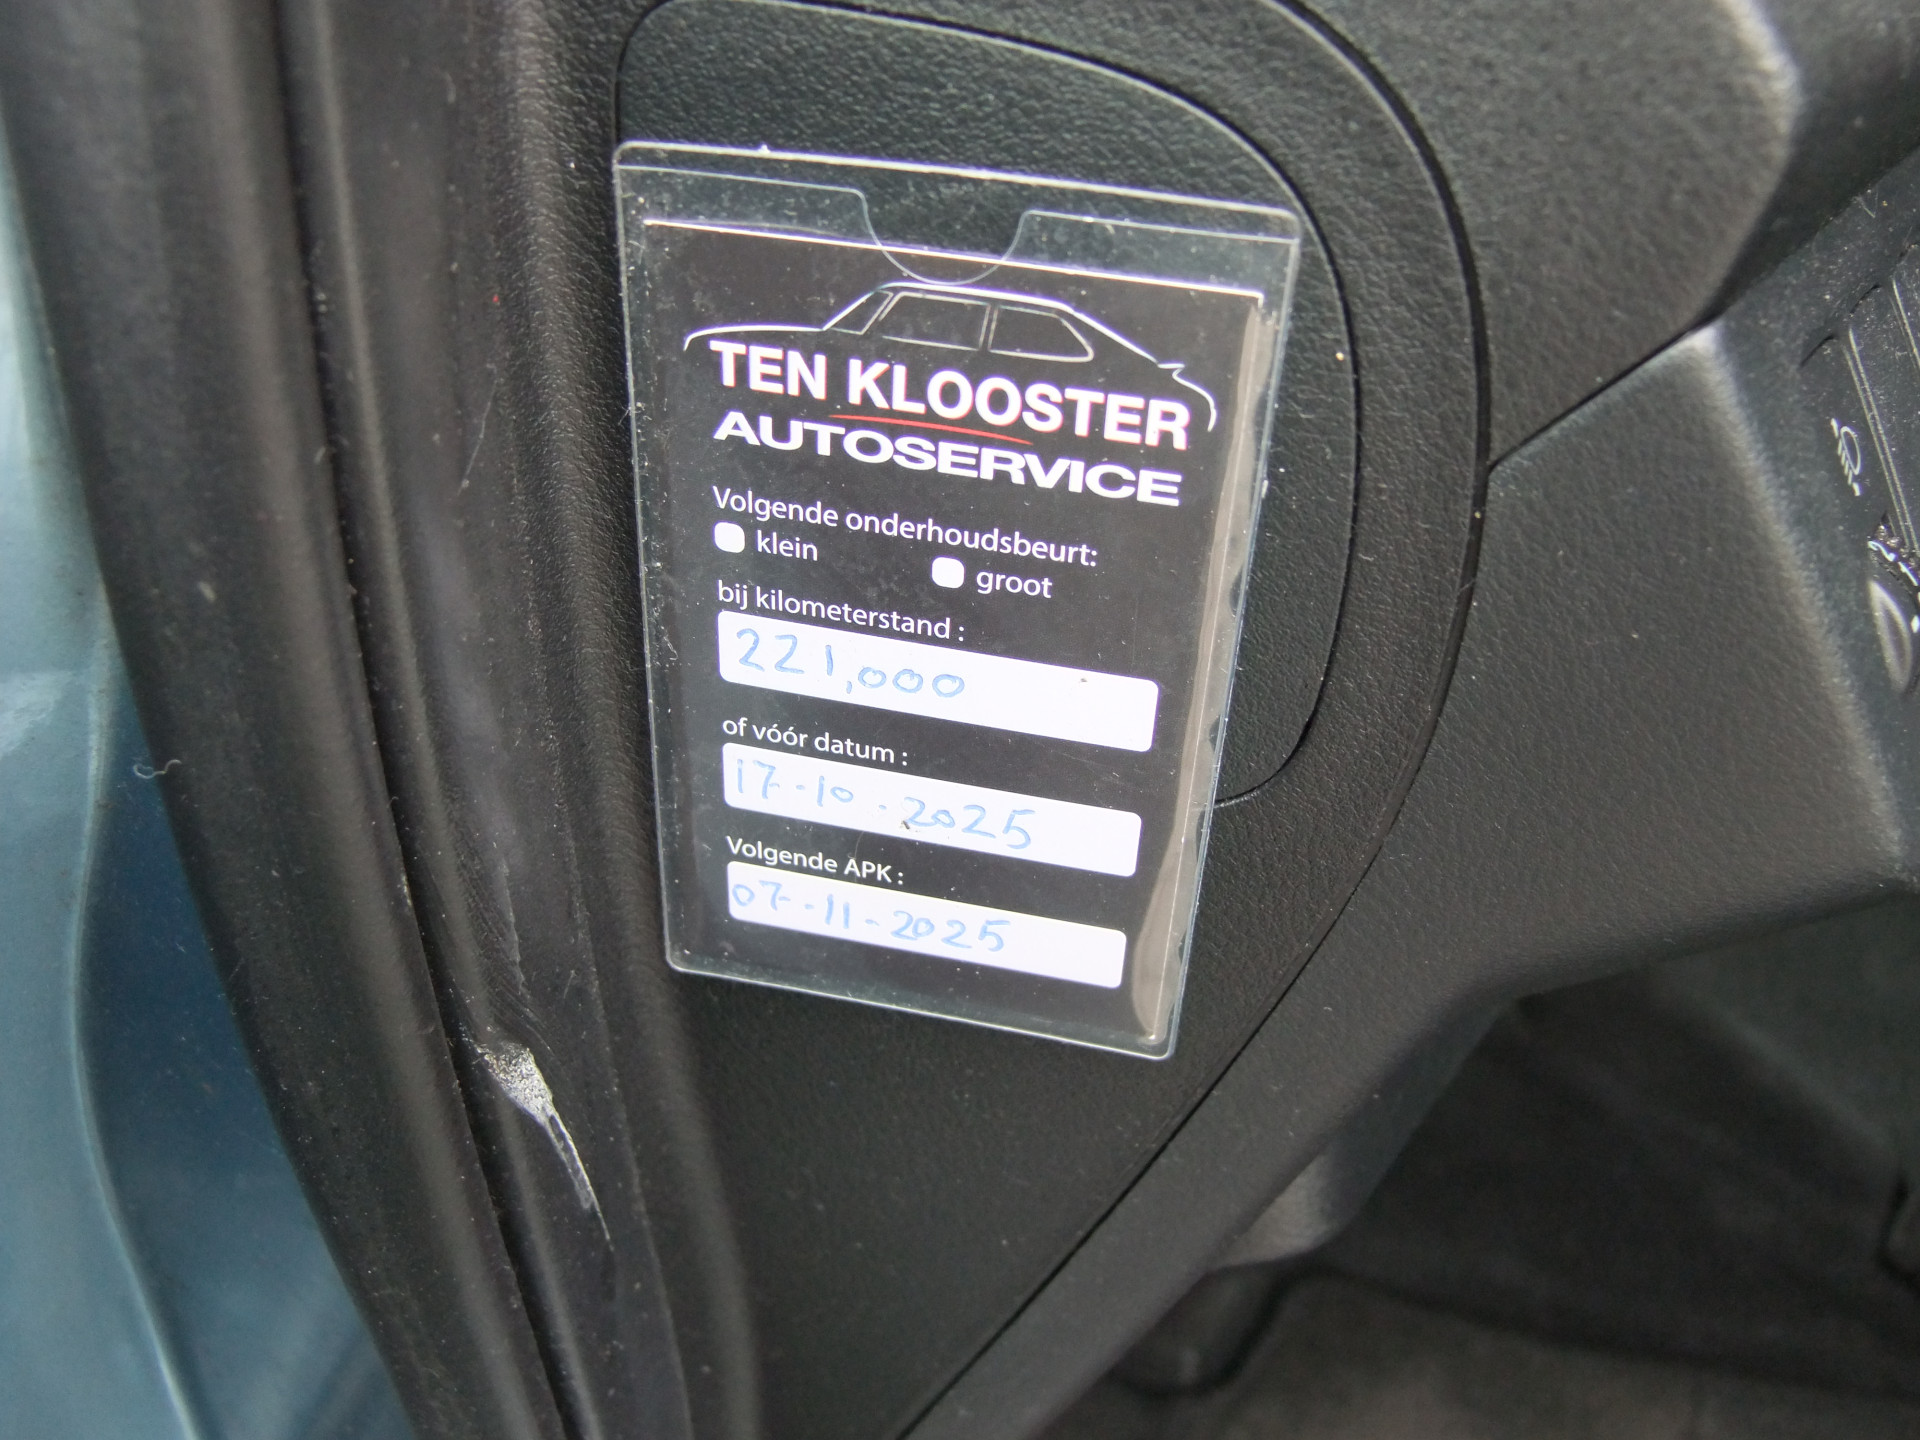 TEN KLOOSTER
AUTOSERVICE
Volgende onderhoudsbeurt:
klein groot
bij kilometerstand :
221,000
of vóór datum :
17-10-2025
Volgende APK :
07-11-2025